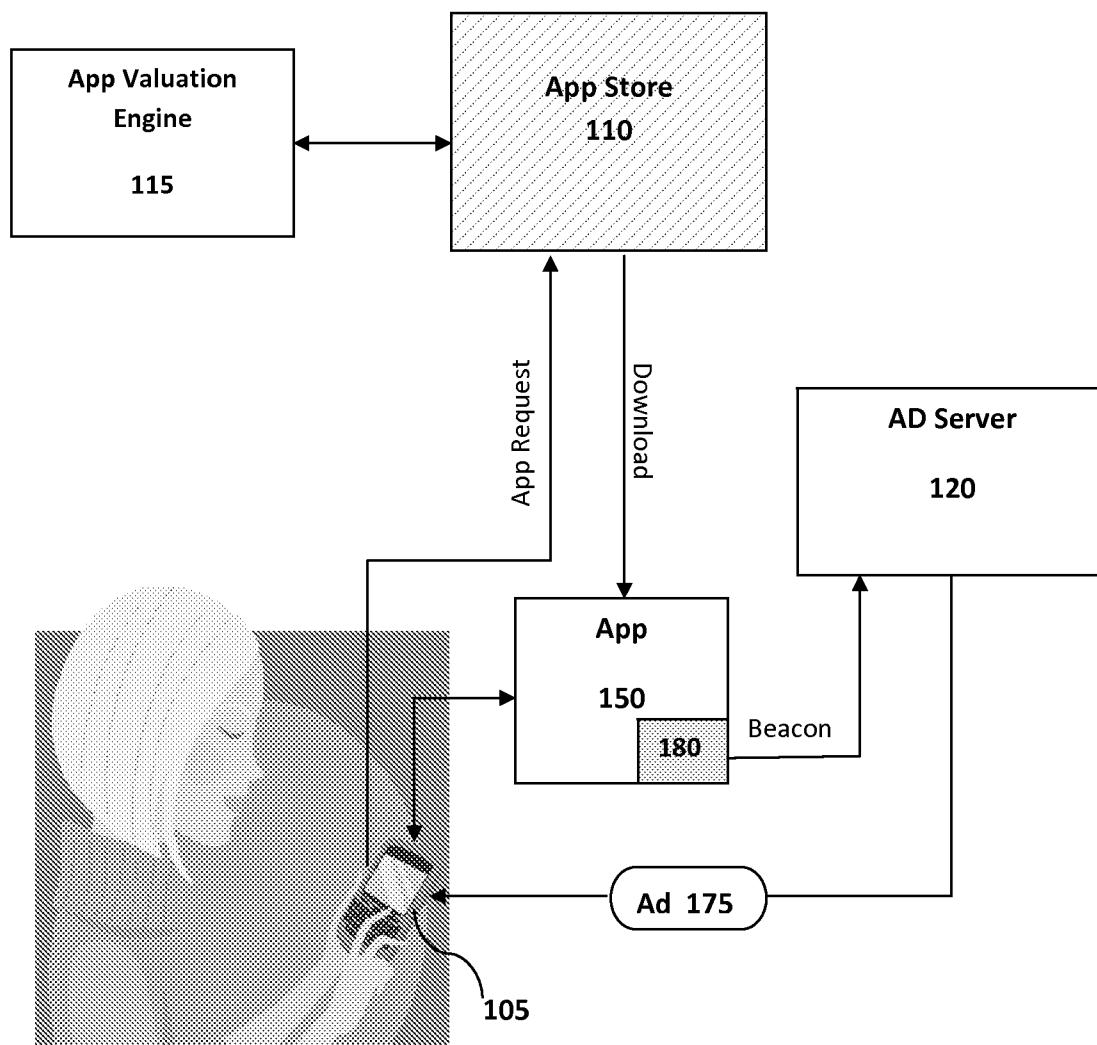 App Valuation
Engine
115
App Store
110
App Request
Download
AD Server
120
App
150
180
Beacon
Ad 175
105